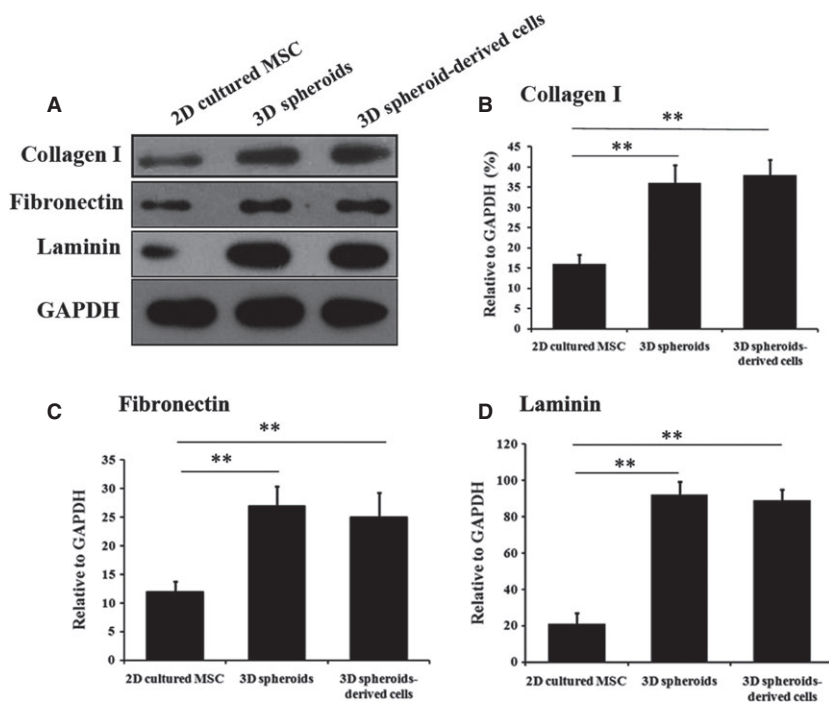 A
2D cultured MSC
3D spheroids
3D spheroid-derived cells
Collagen I
Fibronectin
Laminin
GAPDH
B
Collagen I
**
**
Relative to GAPDH (%)
45
40
35
30
25
20
15
10
5
0
2D cultured MSC
3D spheroids
3D spheroids-
derived cells
C
Fibronectin
**
**
Relative to GAPDH
35
30
25
20
15
10
5
0
2D cultured MSC
3D spheroids
3D spheroids-
derived cells
D
Laminin
**
**
Relative to GAPDH
120
100
80
60
40
20
0
2D cultured MSC
3D spheroids
3D spheroids-
derived cells